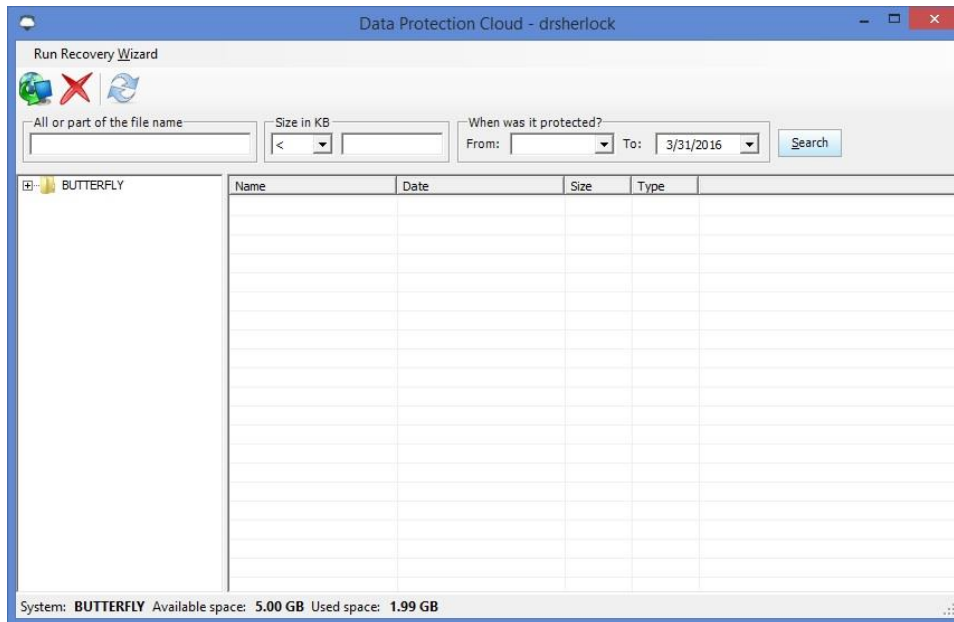 Data Protection Cloud - drsherlock
Run Recovery Wizard
All or part of the file name
Size in KB
When was it protected?
< From: To: 3/31/2016 Search
BUTTERFLY
Name Date Size Type
System: BUTTERFLY Available space: 5.00 GB Used space: 1.99 GB